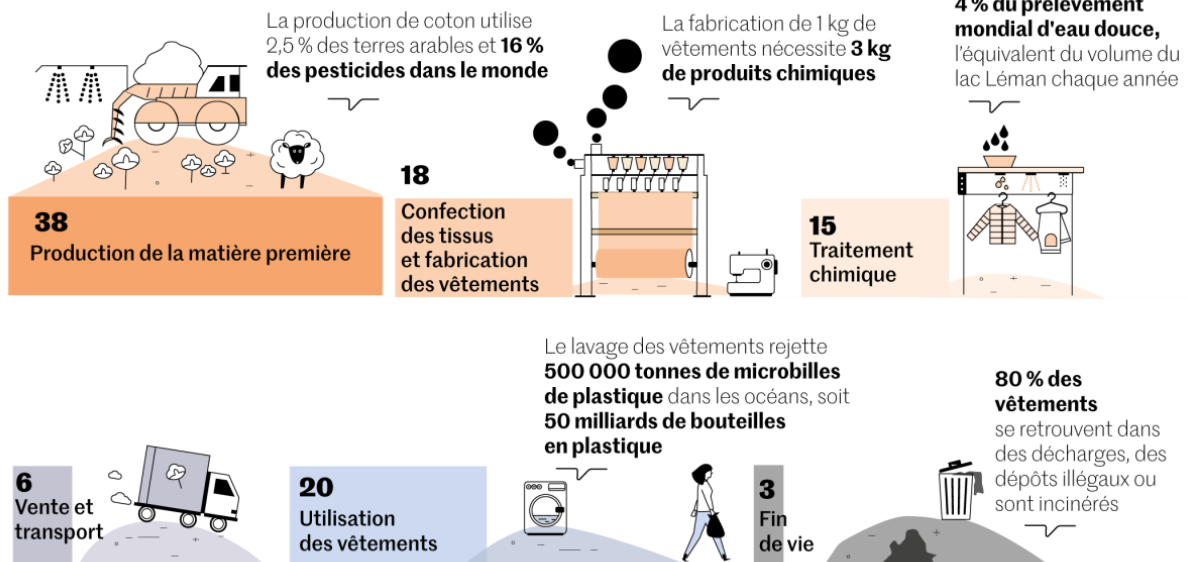 La production de coton utilise
2,5 % des terres arables et 16 %
des pesticides dans le monde
La fabrication de 1 kg de
vêtements nécessite 3 kg
de produits chimiques
4 % du prélèvement
mondial d'eau douce,
l'équivalent du volume du
lac Léman chaque année
38
Production de la matière première
18
Confection
des tissus
et fabrication
des vêtements
15
Traitement
chimique
Le lavage des vêtements rejette
500 000 tonnes de microbilles
de plastique dans les océans, soit
50 milliards de bouteilles
en plastique
80 % des
vêtements
se retrouvent dans
des décharges, des
dépôts illégaux ou
sont incinérés
6
Vente et
transport
20
Utilisation
des vêtements
3
Fin
de vie